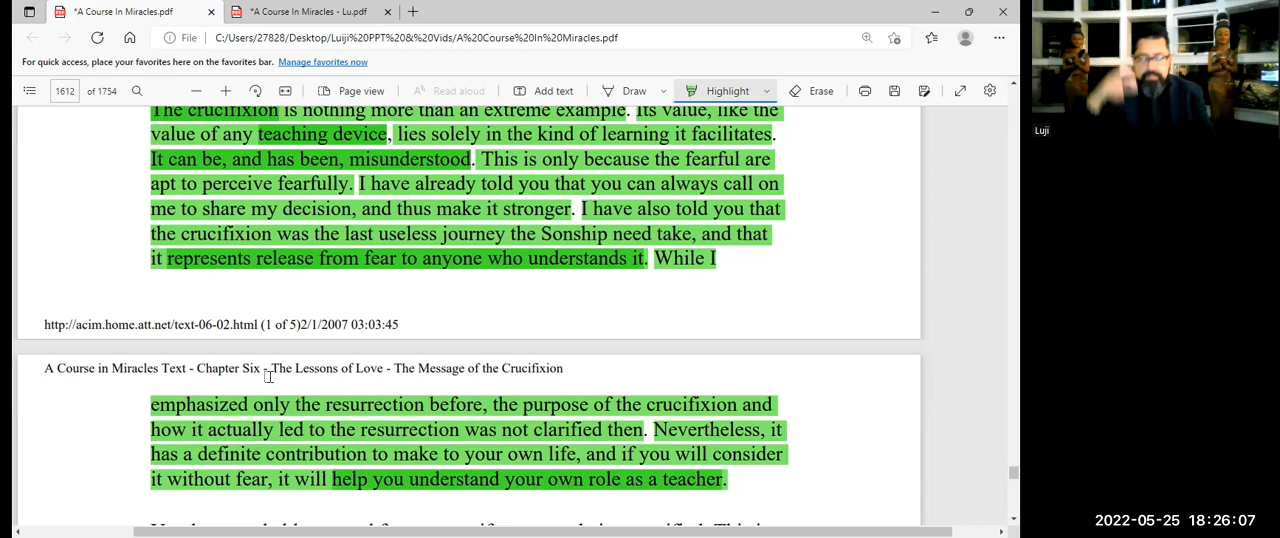 *A Course In Miracles.pdf
*A Course In Miracles - Lu.pdf
File
C:/Users/27828/Desktop/Luiji%20PPT%20&%20Vids/A%20Course%20In%20Miracles.pdf
For quick access, place your favorites here on the favorites bar. Manage favorites now
1612 of 1754
Page view
Read aloud
Add text
Draw
Highlight
Erase
The crucifixion is nothing more than an extreme example. Its value, like the
value of any teaching device, lies solely in the kind of learning it facilitates.
It can be, and has been, misunderstood. This is only because the fearful are
apt to perceive fearfully. I have already told you that you can always call on
me to share my decision, and thus make it stronger. I have also told you that
the crucifixion was the last useless journey the Sonship need take, and that
it represents release from fear to anyone who understands it. While I
http://acim.home.att.net/text-06-02.html (1 of 5)2/1/2007 03:03:45
A Course in Miracles Text - Chapter Six - The Lessons of Love - The Message of the Crucifixion
emphasized only the resurrection before, the purpose of the crucifixion and
how it actually led to the resurrection was not clarified then. Nevertheless, it
has a definite contribution to make to your own life, and if you will consider
it without fear, it will help you understand your own role as a teacher.
Luji
2022-05-25 18:26:07